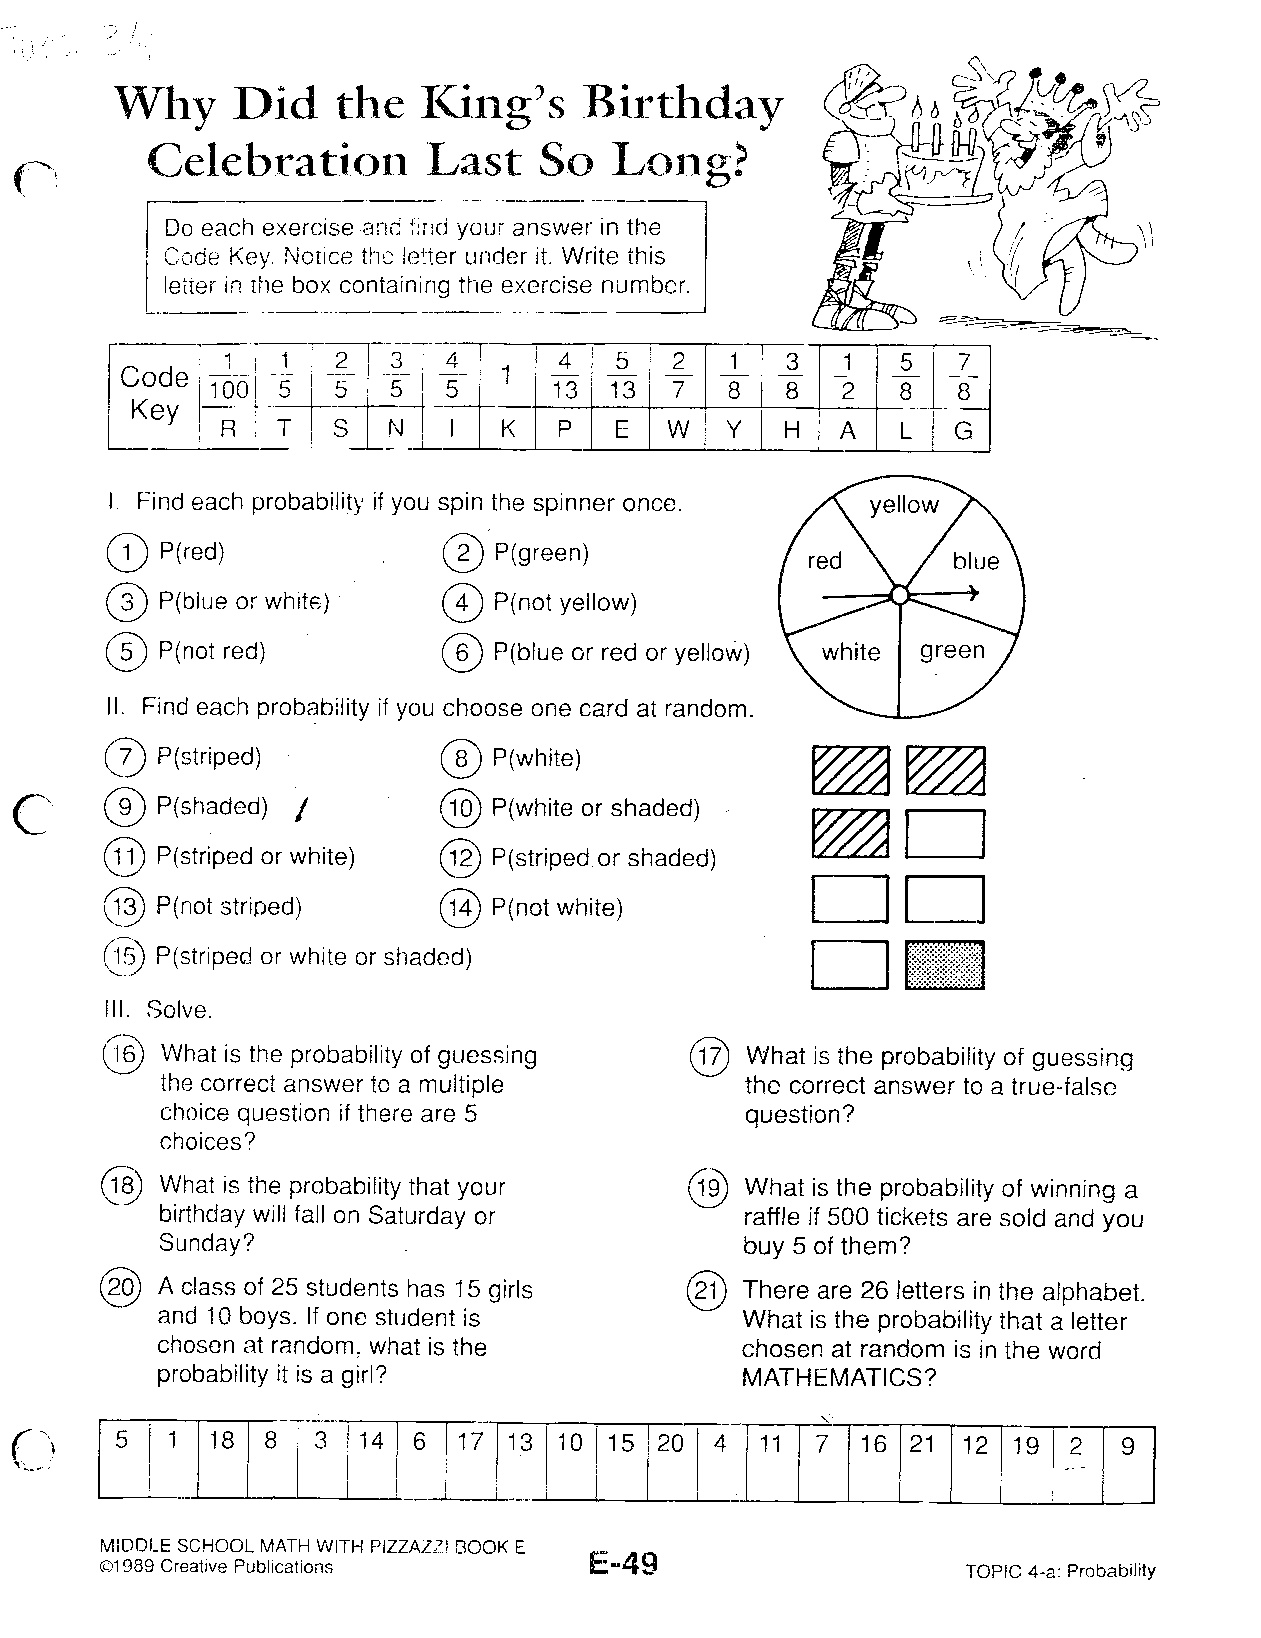 Why Did the King's Birthday
Celebration Last So Long?
Do each exercise and find your answer in the
Code Key. Notice the letter under it. Write this
letter in the box containing the exercise number.
Code Key
1/100 1/5 2/5 3/5 4/5 1 4/13 5/13 2/7 1/8 3/8 1/2 5/8 7/8
R T S N I K P E W Y H A L G
I. Find each probability if you spin the spinner once.
1 P(red)
2 P(green)
3 P(blue or white)
4 P(not yellow)
5 P(not red)
6 P(blue or red or yellow)
yellow
red
blue
white
green
II. Find each probability if you choose one card at random.
7 P(striped)
8 P(white)
9 P(shaded)
10 P(white or shaded)
11 P(striped or white)
12 P(striped or shaded)
13 P(not striped)
14 P(not white)
15 P(striped or white or shaded)
III. Solve.
16 What is the probability of guessing
the correct answer to a multiple
choice question if there are 5
choices?
17 What is the probability of guessing
the correct answer to a true-false
question?
18 What is the probability that your
birthday will fall on Saturday or
Sunday?
19 What is the probability of winning a
raffle if 500 tickets are sold and you
buy 5 of them?
20 A class of 25 students has 15 girls
and 10 boys. If one student is
chosen at random, what is the
probability it is a girl?
21 There are 26 letters in the alphabet.
What is the probability that a letter
chosen at random is in the word
MATHEMATICS?
5 1 18 8 3 14 6 17 13 10 15 20 4 11 7 16 21 12 19 2 9
MIDDLE SCHOOL MATH WITH PIZZAZZ! BOOK E
©1989 Creative Publications
E-49
TOPIC 4-a: Probability